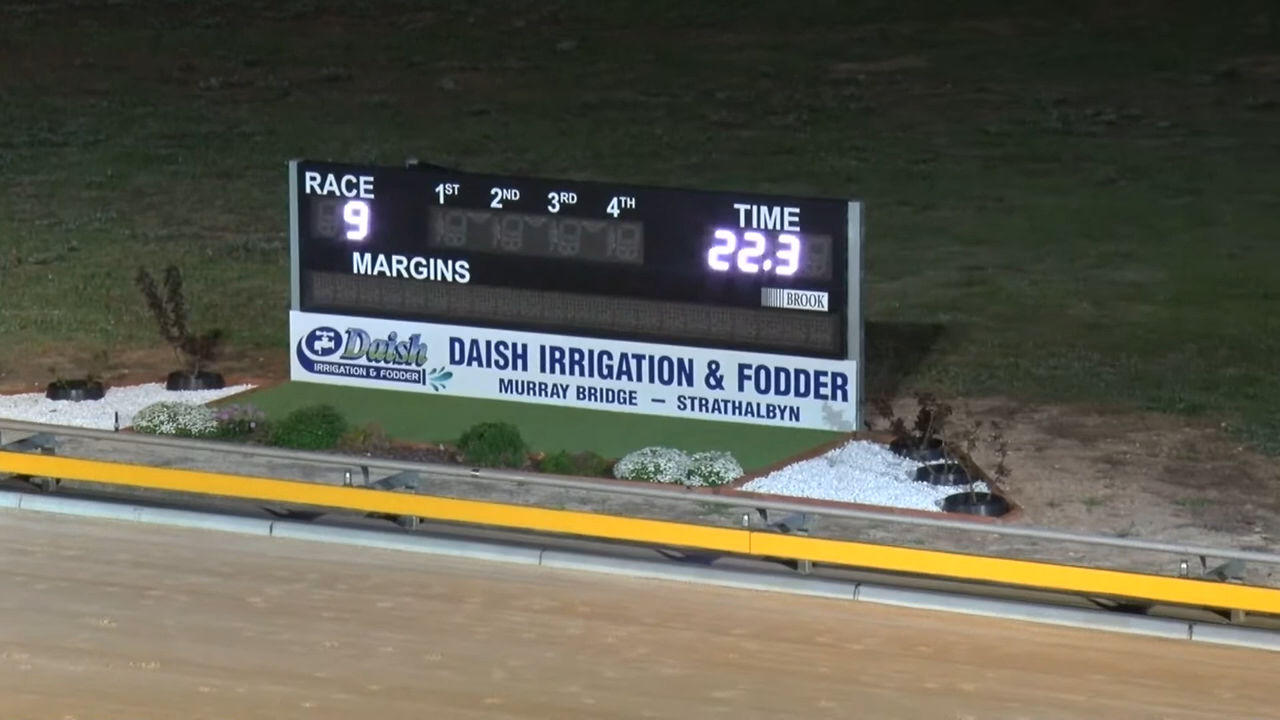 RACE 1ST 2ND 3RD 4TH TIME
9 22.3
MARGINS
BROOK
Daish
IRRIGATION & FODDER
DAISH IRRIGATION & FODDER
MURRAY BRIDGE — STRATHALBYN